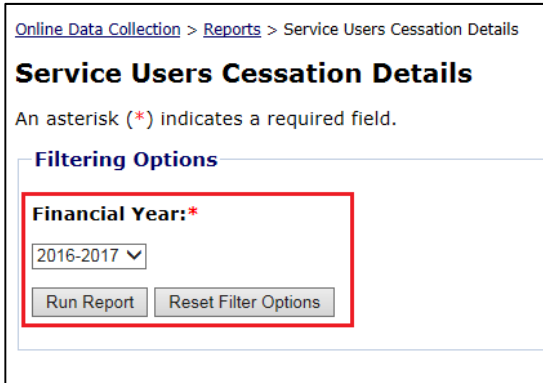 Online Data Collection > Reports > Service Users Cessation Details
Service Users Cessation Details
An asterisk (*) indicates a required field.
Filtering Options
Financial Year:*
2016-2017
Run Report Reset Filter Options